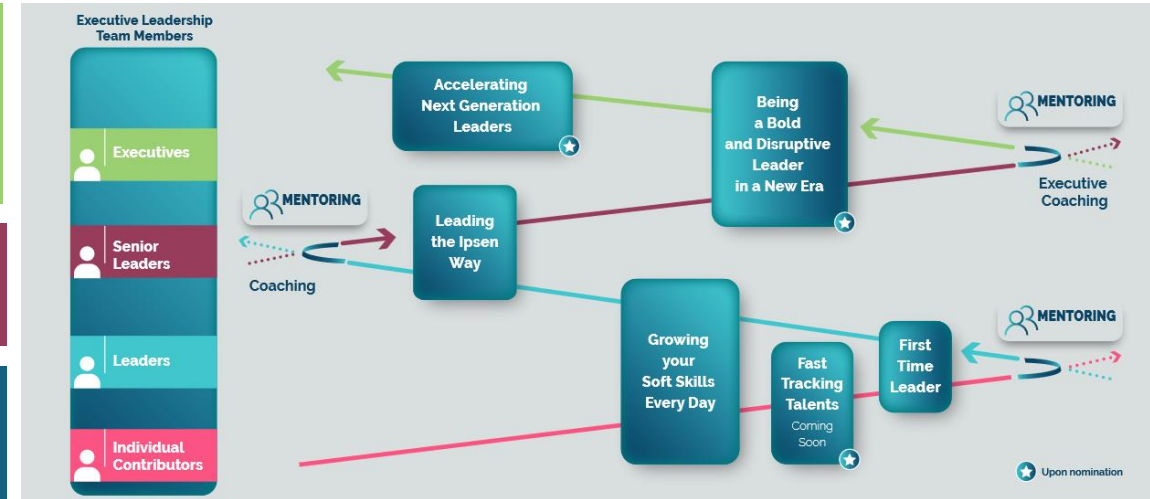 Executive Leadership
Team Members
Executives
Senior
Leaders
Leaders
Individual
Contributors
MENTORING
Coaching
Accelerating
Next Generation
Leaders
Leading
the Ipsen
Way
Being
a Bold
and Disruptive
Leader
in a New Era
MENTORING
Executive
Coaching
Growing
your
Soft Skills
Every Day
Fast
Tracking
Talents
Coming
Soon
First
Time
Leader
MENTORING
Upon nomination